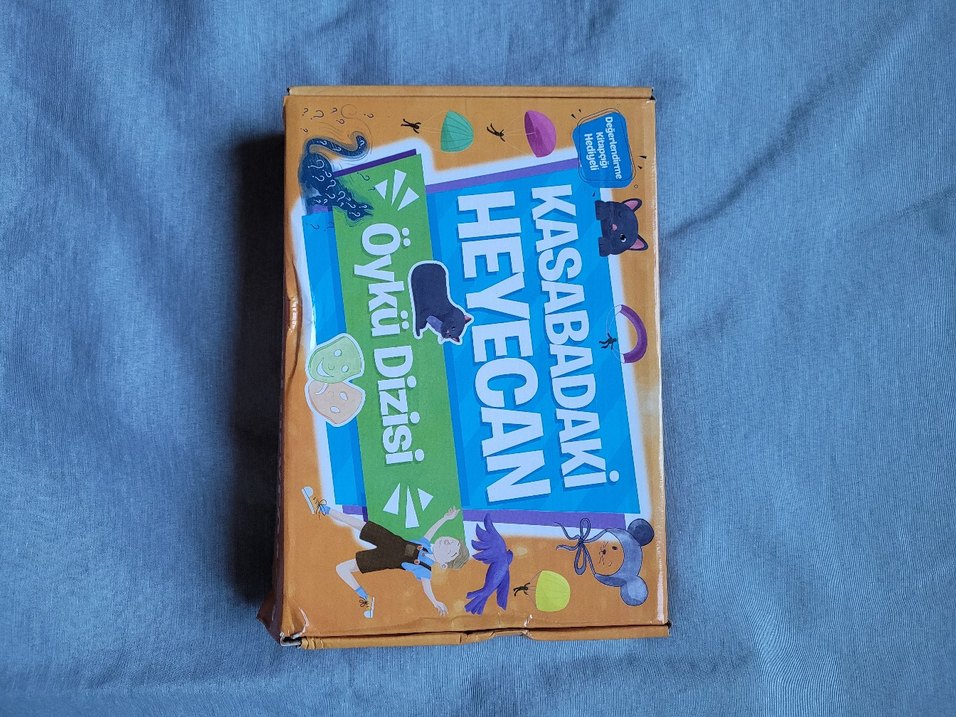 Değerlendirme
Kitapçığı
Hediyeli
KASABADAKİ
HEYECAN
Öykü Dizisi